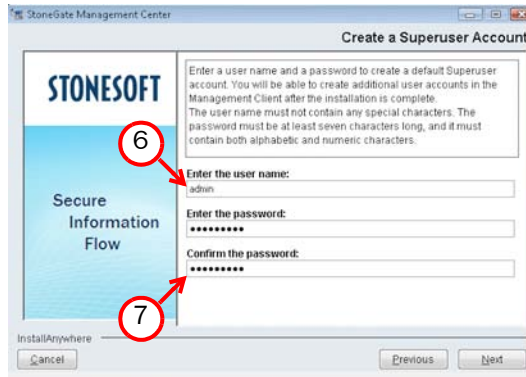 StoneGate Management Center
Create a Superuser Account
STONESOFT
Secure
Information
Flow
Enter a user name and a password to create a default Superuser
account. You will be able to create additional user accounts in the
Management Client after the installation is complete.
The user name must not contain any special characters. The
password must be at least seven characters long, and it must
contain both alphabetic and numeric characters.
6
Enter the user name:
admin
Enter the password:
•••••••••
Confirm the password:
•••••••••
7
InstallAnywhere
Cancel
Previous
Next